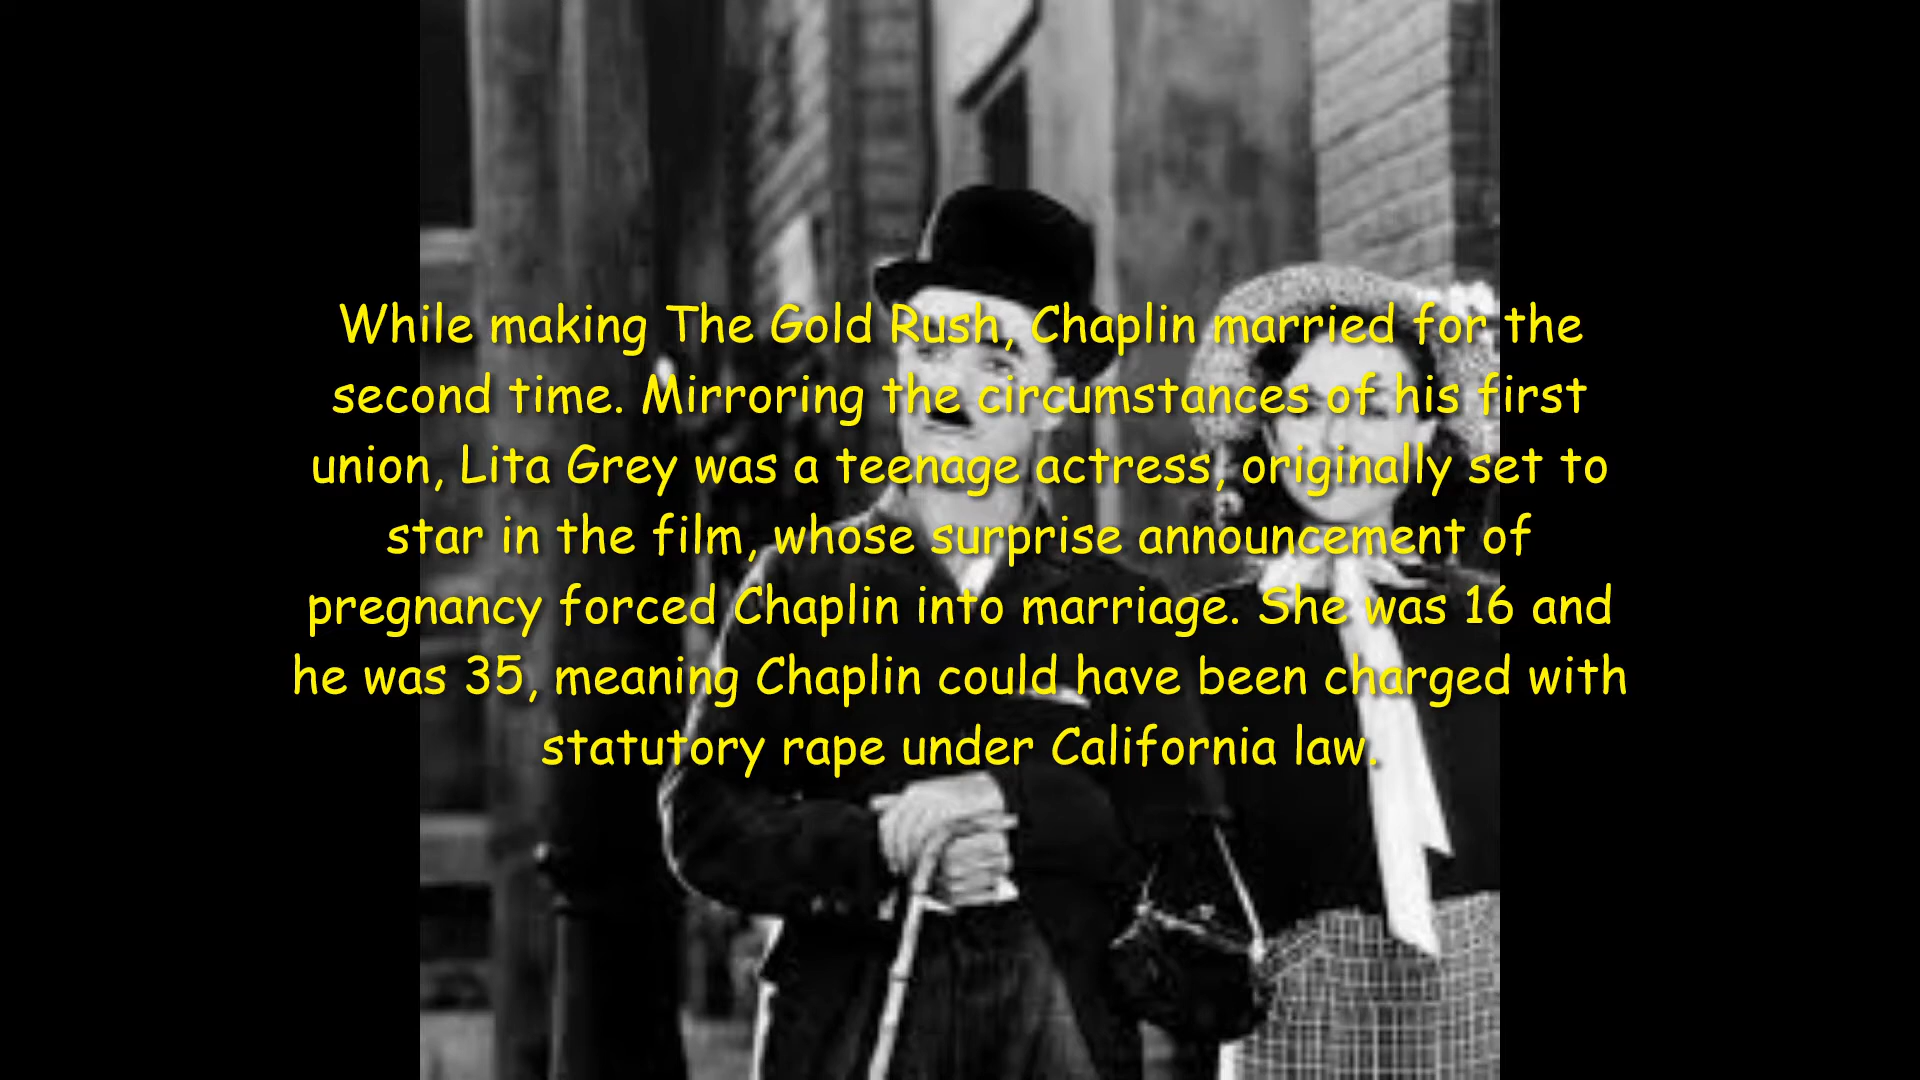 While making The Gold Rush, Chaplin married for the
second time. Mirroring the circumstances of his first
union, Lita Grey was a teenage actress, originally set to
star in the film, whose surprise announcement of
pregnancy forced Chaplin into marriage. She was 16 and
he was 35, meaning Chaplin could have been charged with
statutory rape under California law.